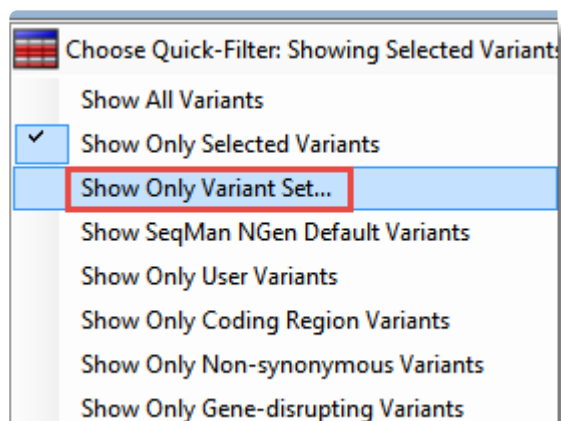 Choose Quick-Filter: Showing Selected Variants
Show All Variants
Show Only Selected Variants
Show Only Variant Set...
Show SeqMan NGen Default Variants
Show Only User Variants
Show Only Coding Region Variants
Show Only Non-synonymous Variants
Show Only Gene-disrupting Variants